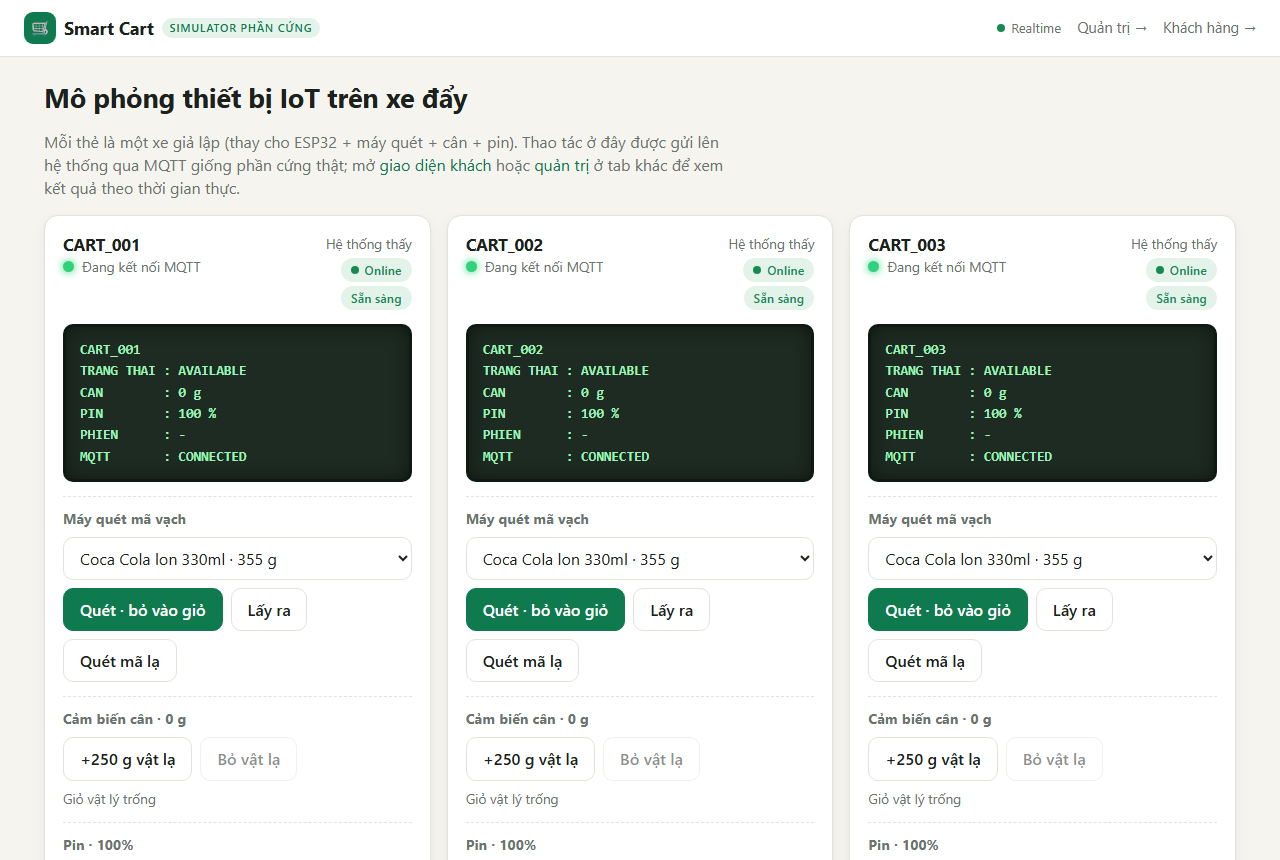 Smart Cart SIMULATOR PHẦN CỨNG Realtime Quản trị → Khách hàng →
Mô phỏng thiết bị IoT trên xe đẩy
Mỗi thẻ là một xe giả lập (thay cho ESP32 + máy quét + cân + pin). Thao tác ở đây được gửi lên
hệ thống qua MQTT giống phần cứng thật; mở giao diện khách hoặc quản trị ở tab khác để xem
kết quả theo thời gian thực.
CART_001 Hệ thống thấy
Đang kết nối MQTT Online
Sẵn sàng
CART_001
TRANG THAI : AVAILABLE
CAN : 0 g
PIN : 100 %
PHIEN : -
MQTT : CONNECTED
Máy quét mã vạch
Coca Cola lon 330ml · 355 g
Quét · bỏ vào giỏ Lấy ra
Quét mã lạ
Cảm biến cân · 0 g
+250 g vật lạ Bỏ vật lạ
Giỏ vật lý trống
Pin · 100%
CART_002 Hệ thống thấy
Đang kết nối MQTT Online
Sẵn sàng
CART_002
TRANG THAI : AVAILABLE
CAN : 0 g
PIN : 100 %
PHIEN : -
MQTT : CONNECTED
Máy quét mã vạch
Coca Cola lon 330ml · 355 g
Quét · bỏ vào giỏ Lấy ra
Quét mã lạ
Cảm biến cân · 0 g
+250 g vật lạ Bỏ vật lạ
Giỏ vật lý trống
Pin · 100%
CART_003 Hệ thống thấy
Đang kết nối MQTT Online
Sẵn sàng
CART_003
TRANG THAI : AVAILABLE
CAN : 0 g
PIN : 100 %
PHIEN : -
MQTT : CONNECTED
Máy quét mã vạch
Coca Cola lon 330ml · 355 g
Quét · bỏ vào giỏ Lấy ra
Quét mã lạ
Cảm biến cân · 0 g
+250 g vật lạ Bỏ vật lạ
Giỏ vật lý trống
Pin · 100%